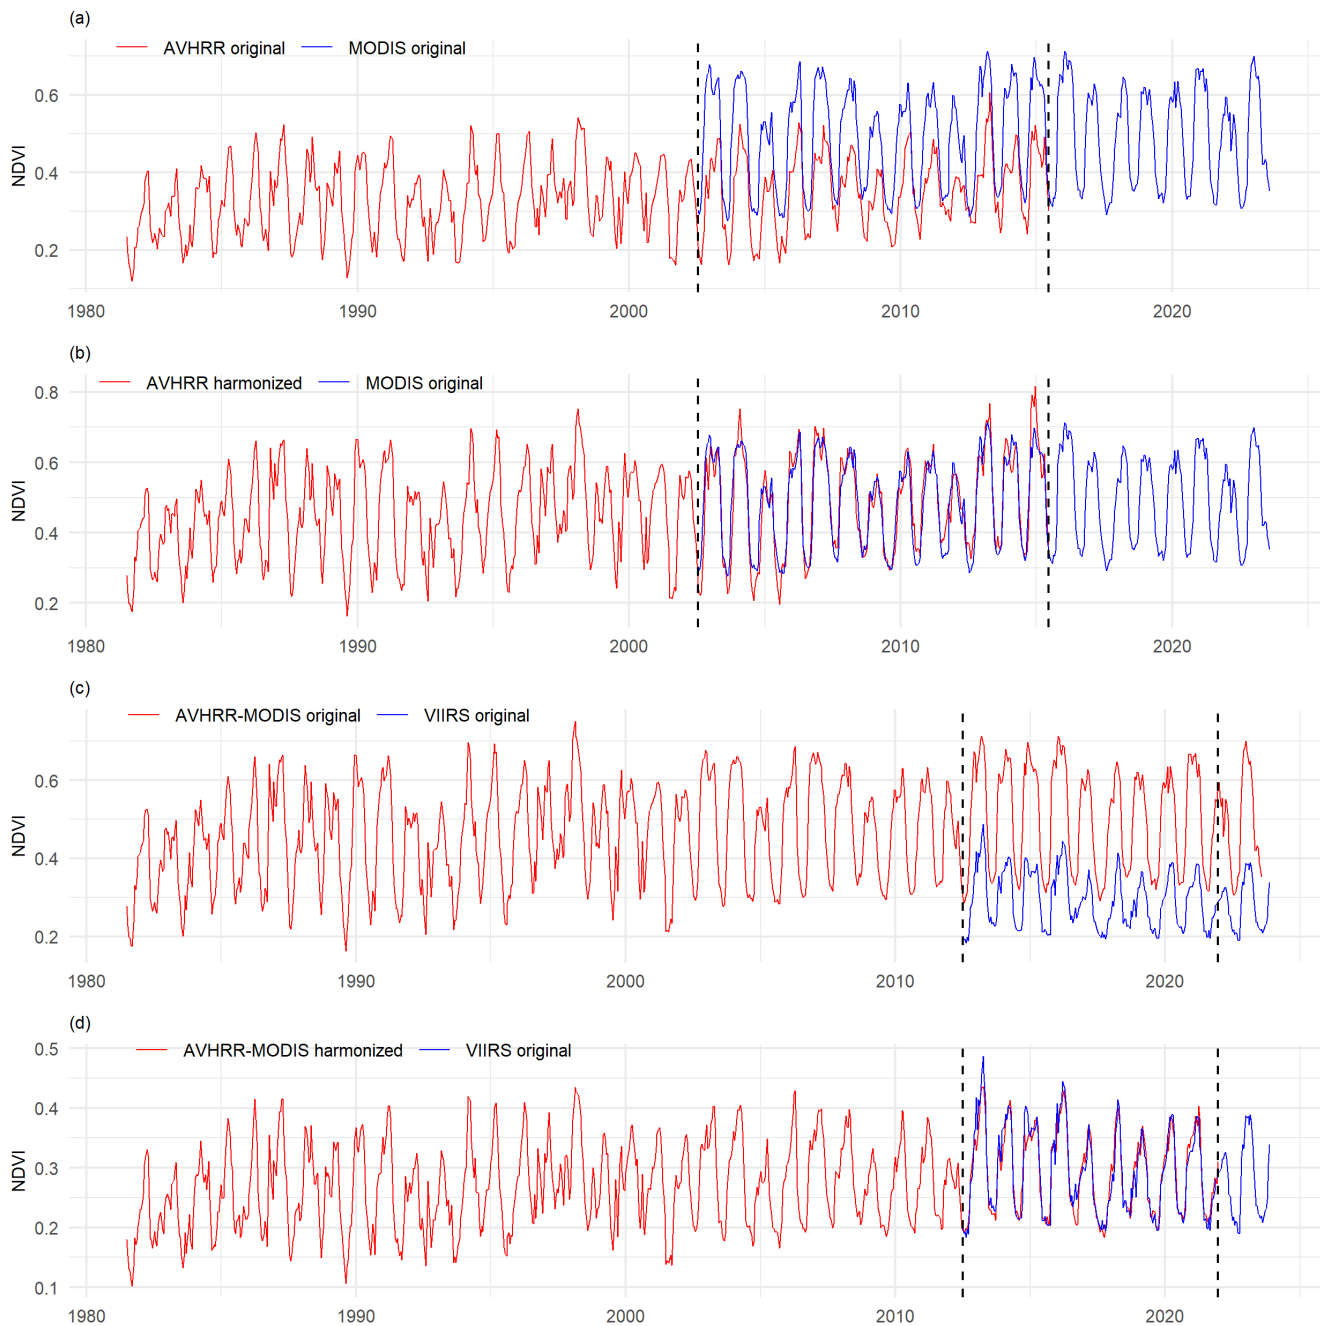 (a)
AVHRR original MODIS original
0.6
0.4
0.2
NDVI
1980 1990 2000 2010 2020
(b)
AVHRR harmonized MODIS original
0.8
0.6
0.4
0.2
NDVI
1980 1990 2000 2010 2020
(c)
AVHRR-MODIS original VIIRS original
0.6
0.4
0.2
NDVI
1980 1990 2000 2010 2020
(d)
AVHRR-MODIS harmonized VIIRS original
0.5
0.4
0.3
0.2
0.1
NDVI
1980 1990 2000 2010 2020